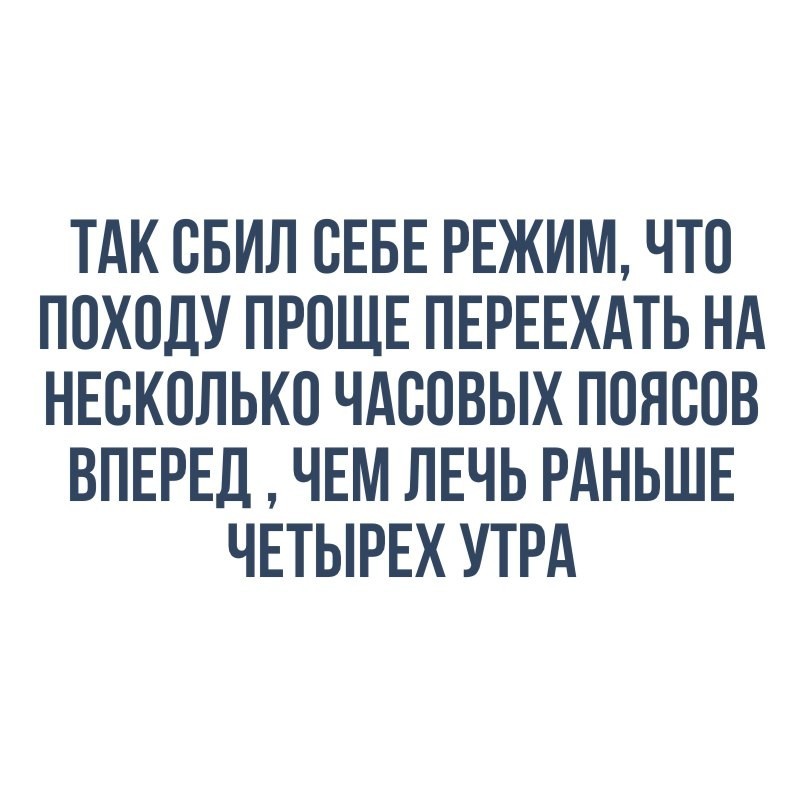 ТАК СБИЛ СЕБЕ РЕЖИМ, ЧТО
ПОХОДУ ПРОЩЕ ПЕРЕЕХАТЬ НА
НЕСКОЛЬКО ЧАСОВЫХ ПОЯСОВ
ВПЕРЕД , ЧЕМ ЛЕЧЬ РАНЬШЕ
ЧЕТЫРЕХ УТРА